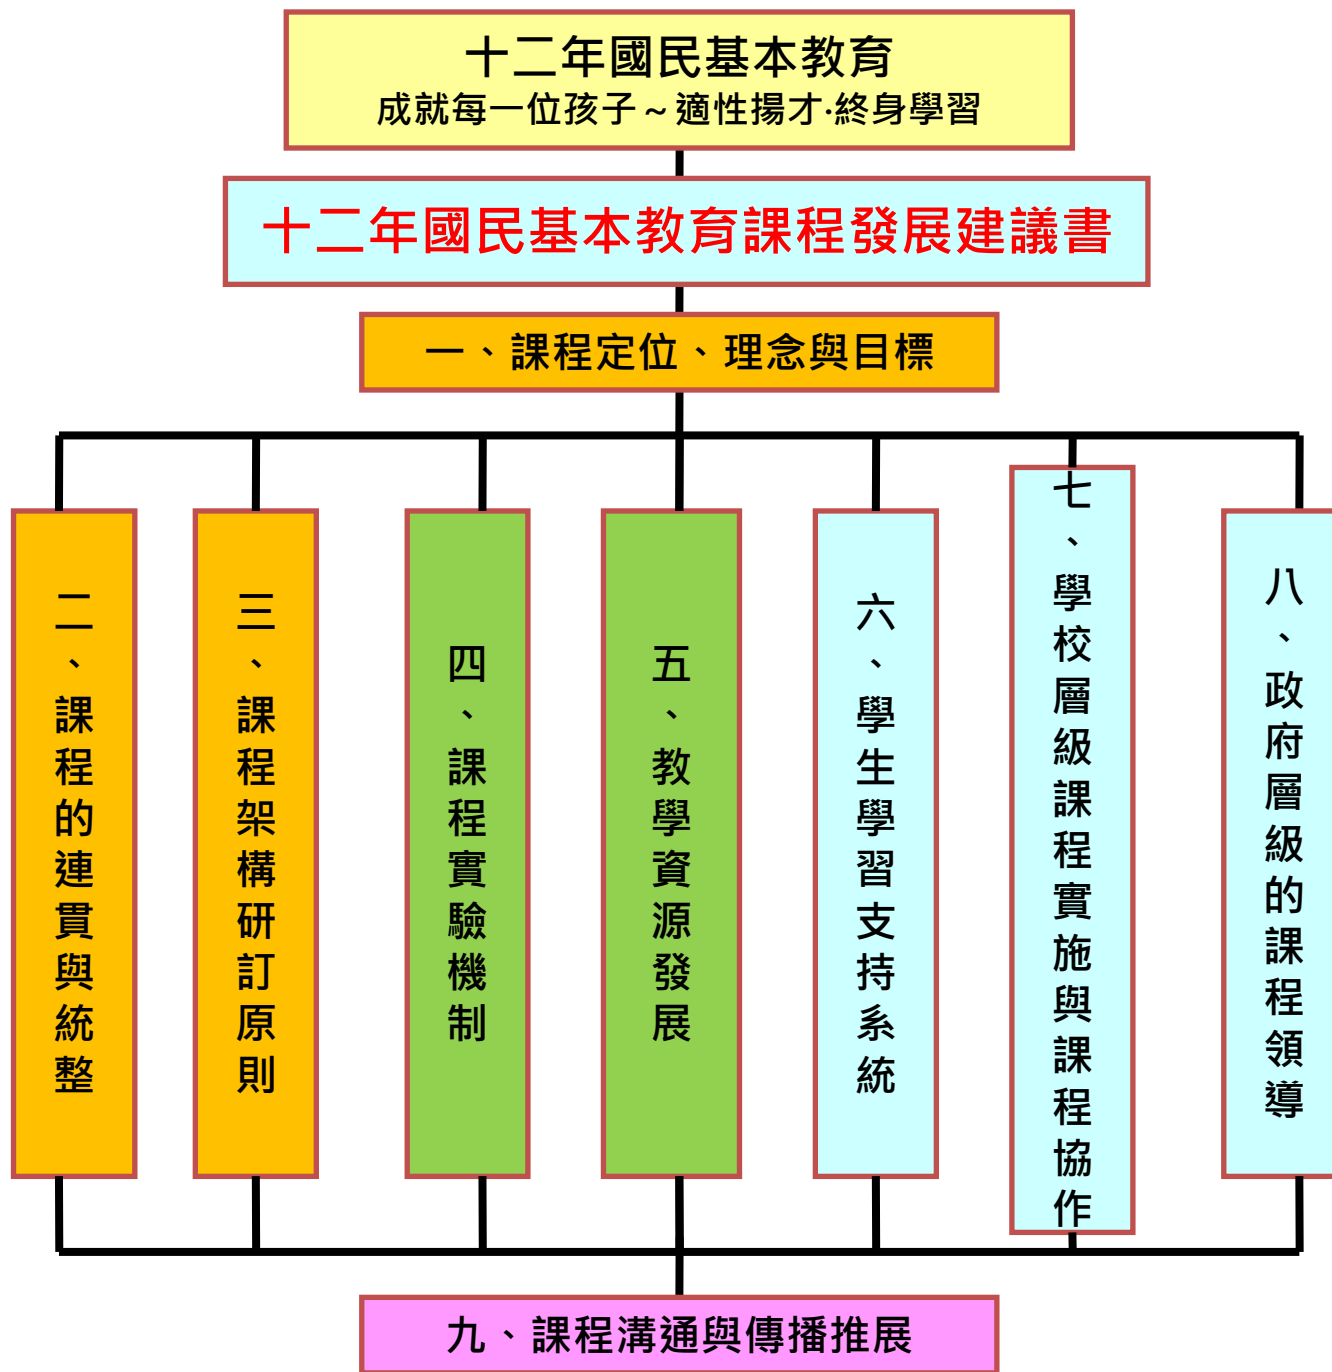 十二年國民基本教育
成就每一位孩子~適性揚才·終身學習
十二年國民基本教育課程發展建議書
一、課程定位、理念與目標
二、課程的連貫與統整
三、課程架構研訂原則
四、課程實驗機制
五、教學資源發展
六、學生學習支持系統
七、學校層級課程實施與課程協作
八、政府層級的課程領導
九、課程溝通與傳播推展